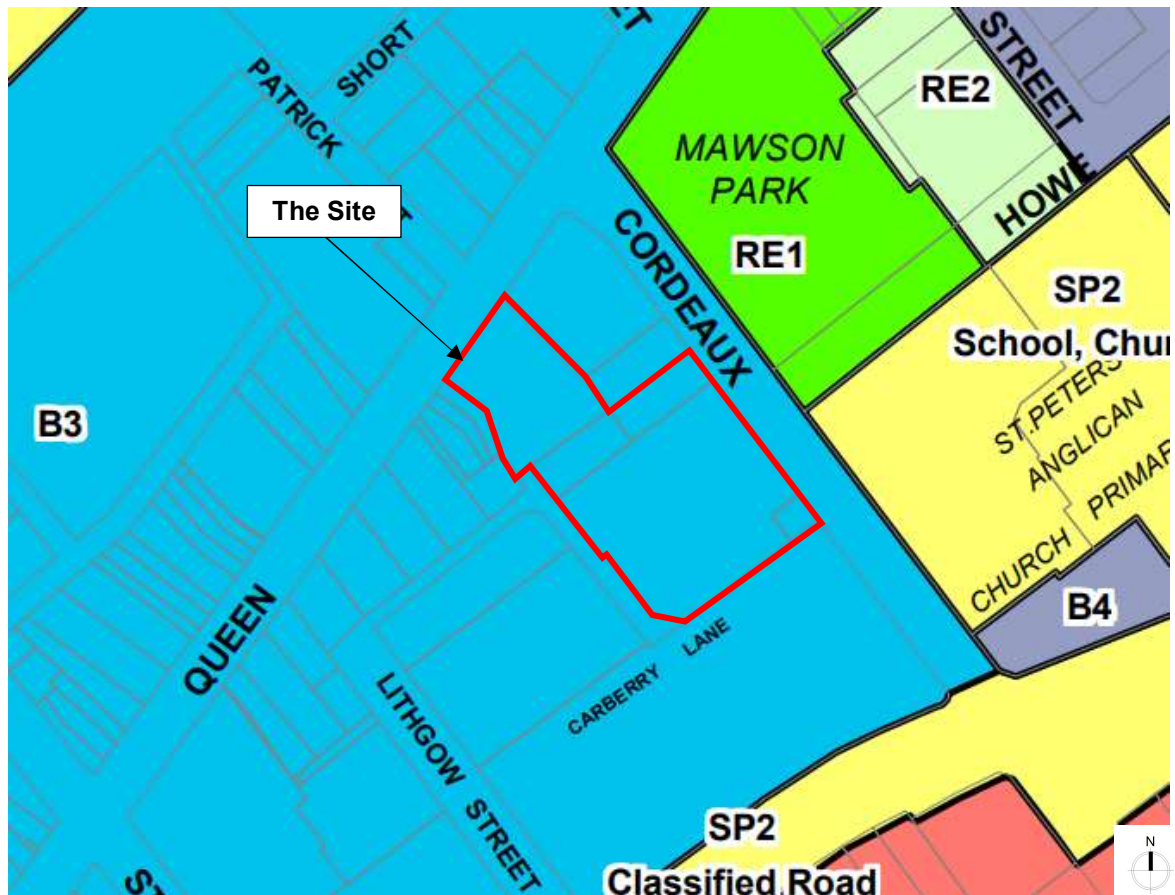 SHORT
PATRICK
STREET
RE2
HOWE
MAWSON
PARK
The Site
CORDEAUX
RE1
SP2
School, Chur
ST.PETERS
ANGLICAN
CHURCH PRIMAR
B3
B4
QUEEN
CARBERRY LANE
LITHGOW STREET
SP2
Classified Road
N